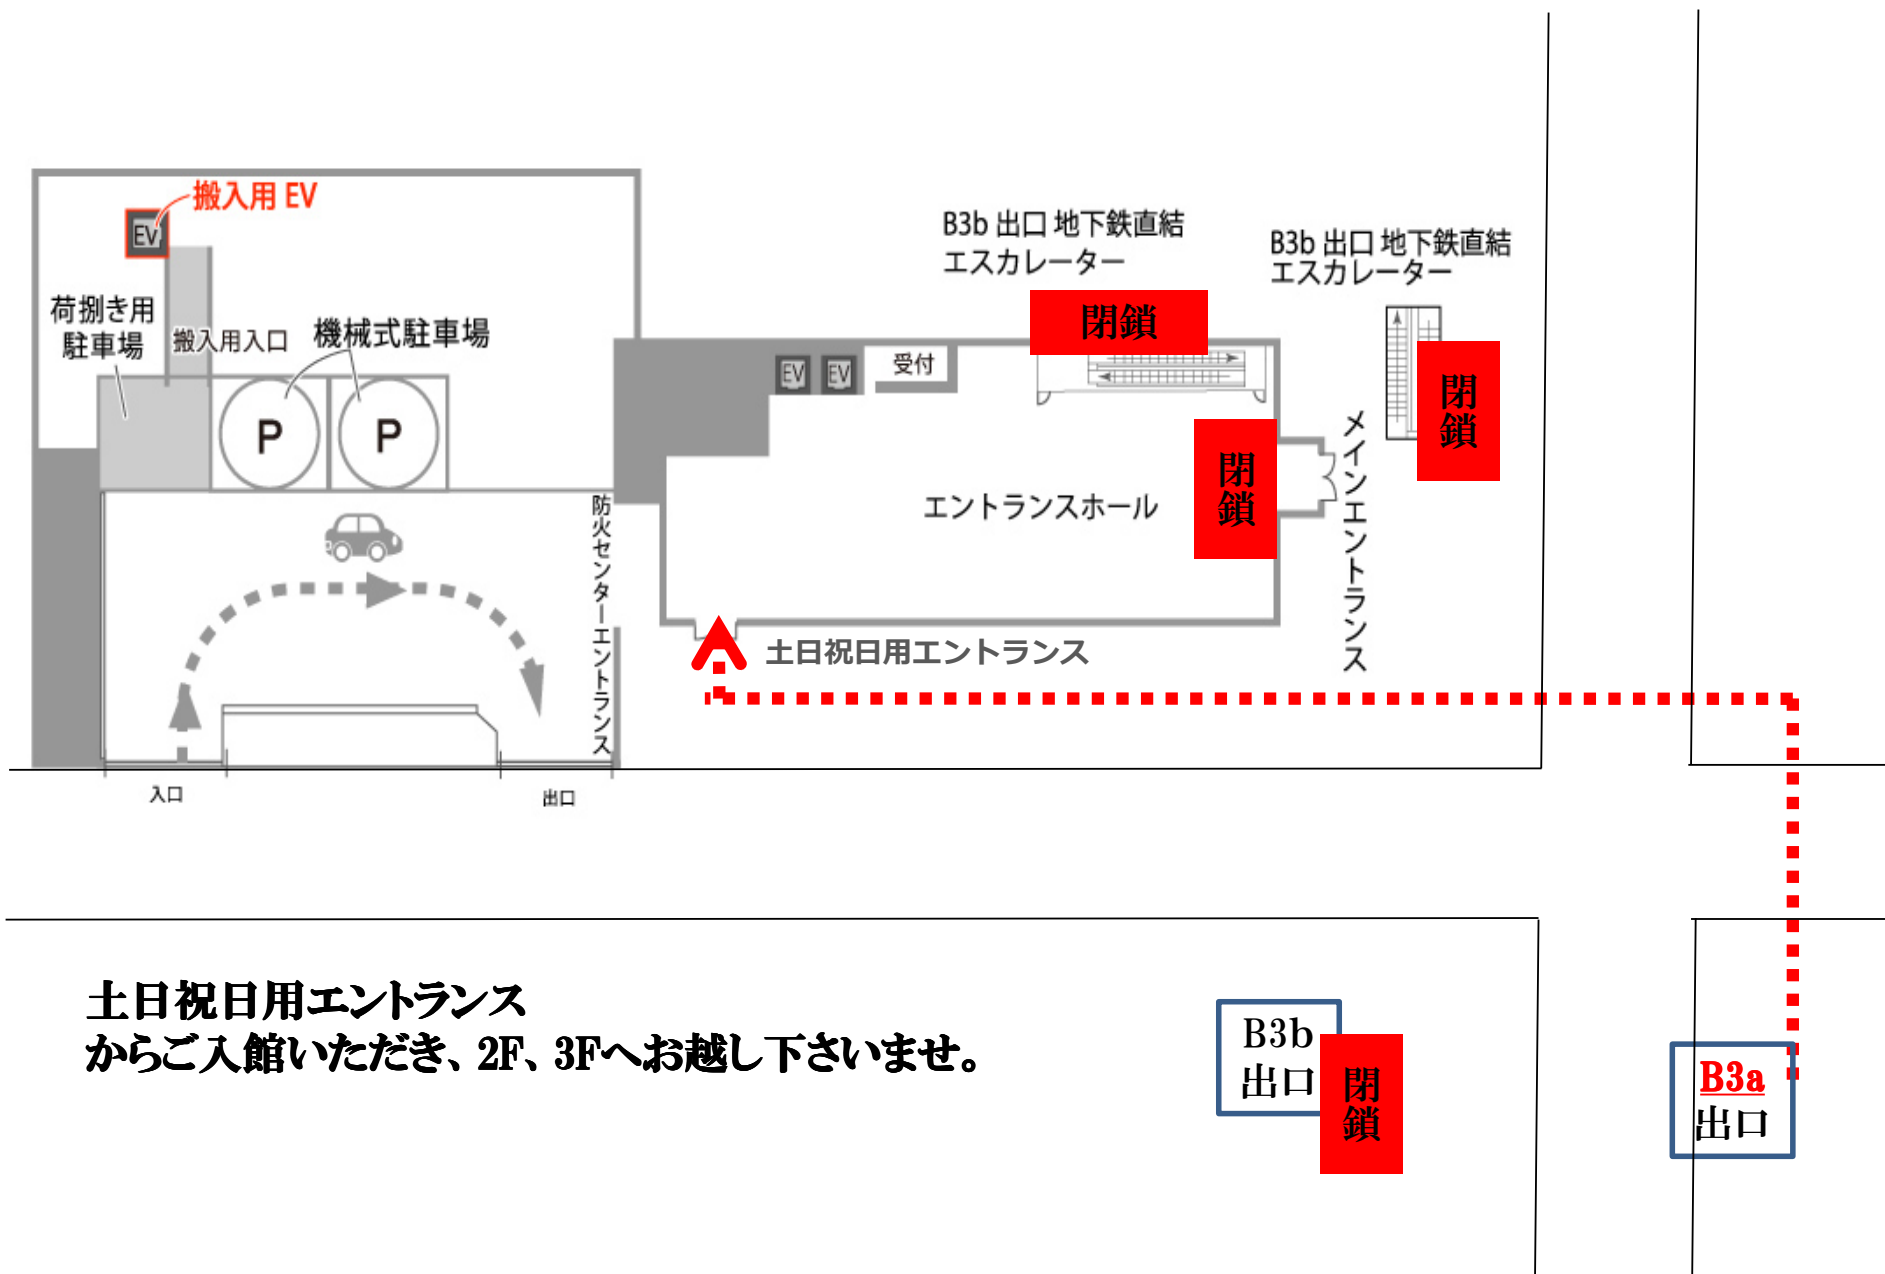 搬入用 EV
EV
荷捌き用
駐車場
搬入用入口
機械式駐車場
P
P
防火センターエントランス
入口
出口
B3b 出口 地下鉄直結
エスカレーター
閉鎖
B3b 出口 地下鉄直結
エスカレーター
閉鎖
EV
EV
受付
エントランスホール
閉鎖
メインエントランス
土日祝日用エントランス
土日祝日用エントランス
からご入館いただき、2F、3Fへお越し下さいませ。
B3b
出口
閉鎖
B3a
出口